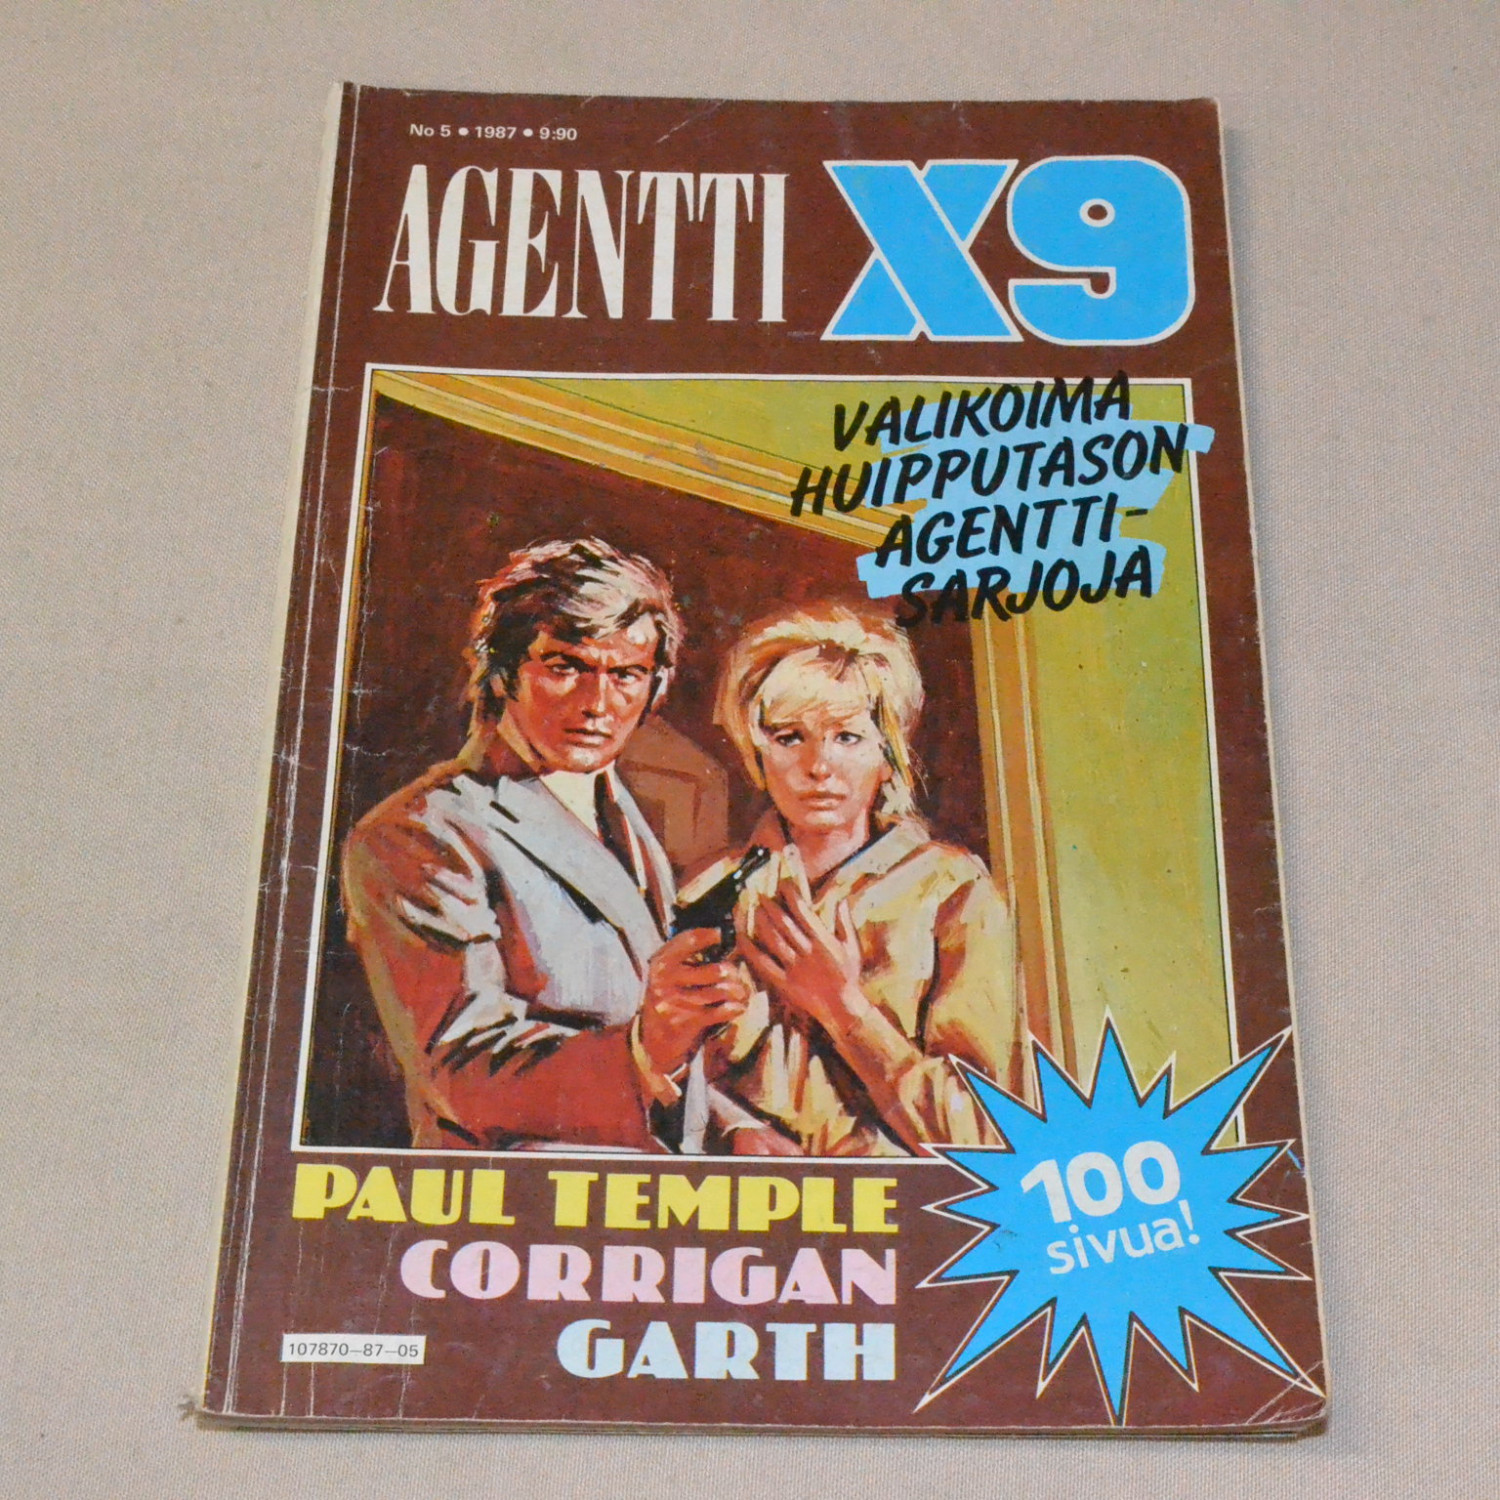 No 5 • 1987 • 9:90
AGENTTI X9
VALIKOIMA
HUIPPUTASON
AGENTTI-
SARJOJA
100
sivua!
PAUL TEMPLE
CORRIGAN
GARTH
107870—87—05